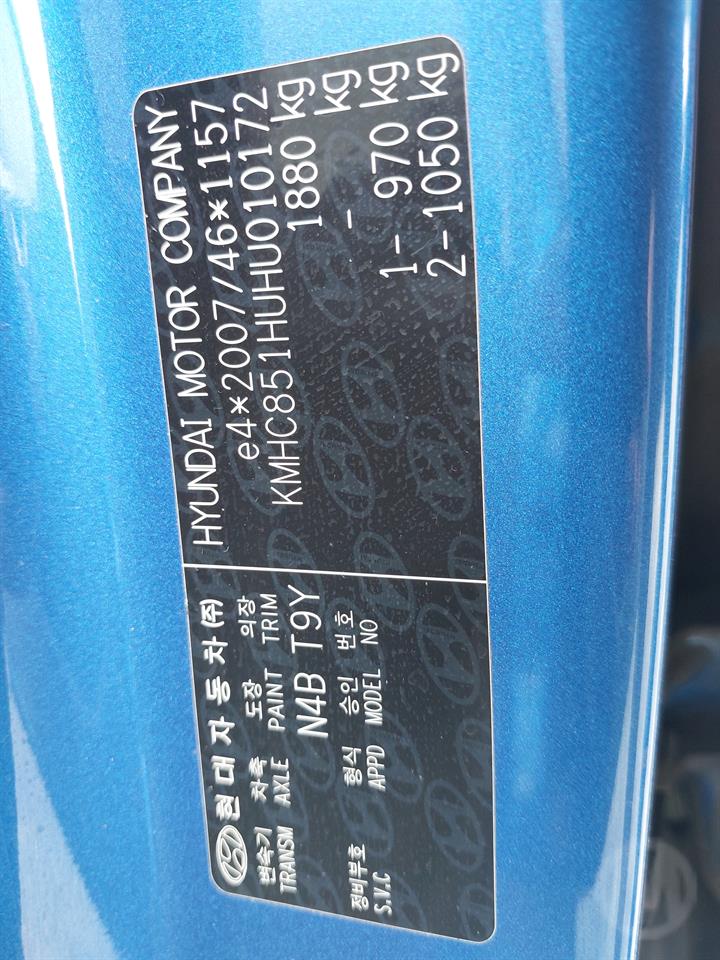 현대자동차(주) HYUNDAI MOTOR COMPANY
변속기 차축 도장 의장 e4*2007/46*1157
TRANSM AXLE PAINT TRIM KMHC851HUHU010172
N4B T9Y 1880 kg
형식 승인 번호 - kg
정비부호 APPD MODEL NO 1- 970 kg
S.V.C 2-1050 kg